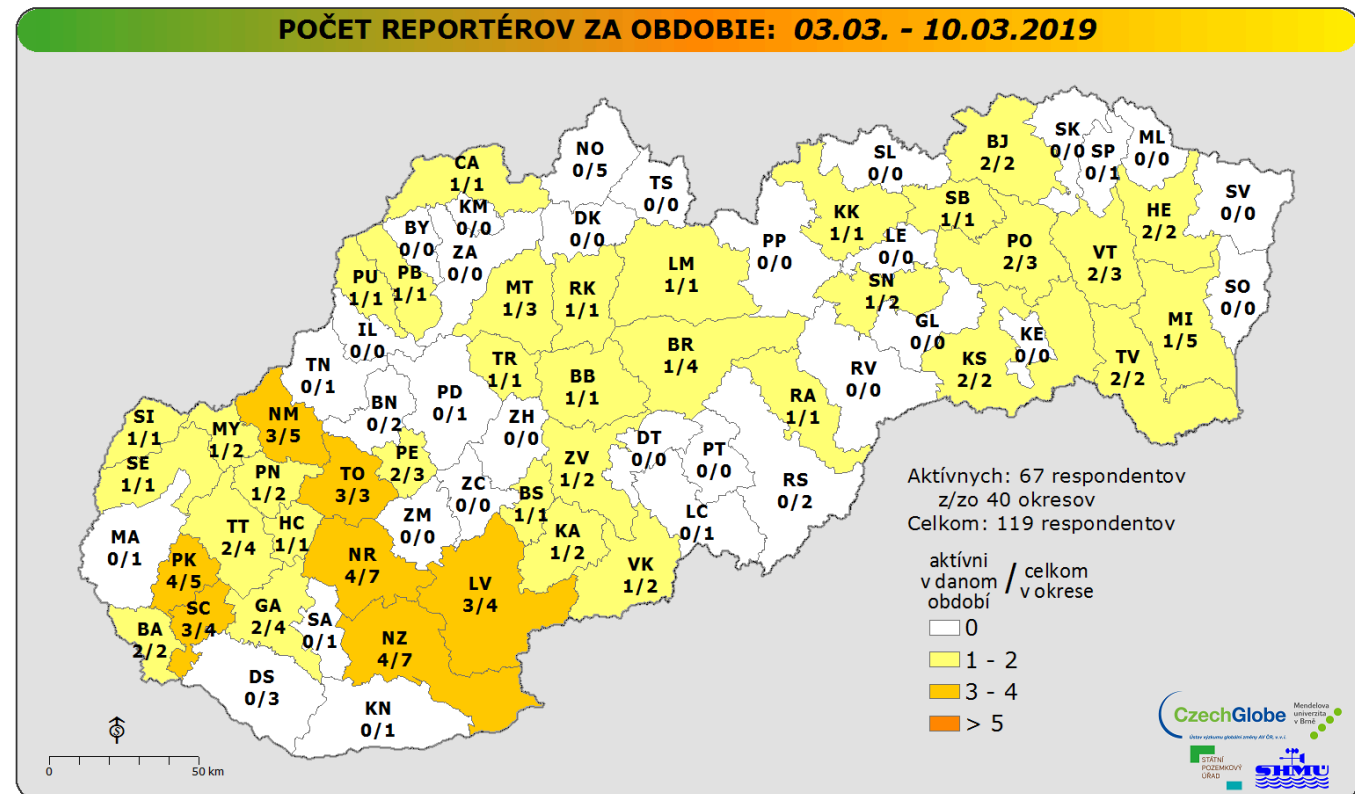 POČET REPORTÉROV ZA OBDOBIE: 03.03. - 10.03.2019
NO
0/5
SK
0/0
ML
0/0
BJ
2/2
SP
0/1
SL
0/0
CA
1/1
TS
0/0
SV
0/0
KM
0/0
DK
0/0
KK
1/1
SB
1/1
HE
2/2
BY
0/0
ZA
0/0
PP
0/0
LE
0/0
PO
2/3
VT
2/3
PU
1/1
PB
1/1
MT
1/3
RK
1/1
LM
1/1
SN
1/2
SO
0/0
IL
0/0
GL
0/0
KE
0/0
MI
1/5
TN
0/1
TR
1/1
BB
1/1
BR
1/4
RV
0/0
KS
2/2
TV
2/2
BN
0/2
PD
0/1
RA
1/1
SI
1/1
NM
3/5
ZH
0/0
MY
1/2
DT
0/0
PT
0/0
SE
1/1
PN
1/2
TO
3/3
PE
2/3
ZV
1/2
RS
0/2
ZC
0/0
BS
1/1
ZM
0/0
LC
0/1
MA
0/1
TT
2/4
HC
1/1
KA
1/2
PK
4/5
NR
4/7
VK
1/2
LV
3/4
SC
3/4
GA
2/4
SA
0/1
BA
2/2
NZ
4/7
DS
0/3
KN
0/1
Aktívnych: 67 respondentov
z/zo 40 okresov
Celkom: 119 respondentov
aktívni
v danom
období
/
celkom
v okrese
0
1 - 2
3 - 4
> 5
S
0
50 km
CzechGlobe
Ústav výzkumu globální změny AV ČR, v.v.i.
Mendelova
univerzita
v Brně
STÁTNÍ
POZEMKOVÝ
ÚŘAD
SHMÚ